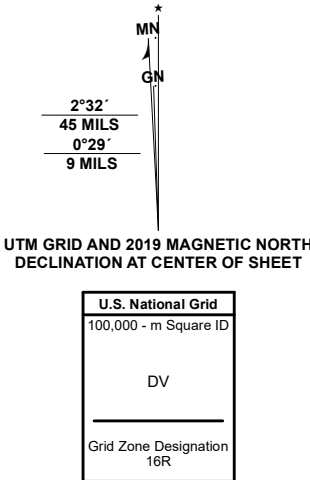 ★
MN
GN
2°32´
45 MILS
0°29´
9 MILS
UTM GRID AND 2019 MAGNETIC NORTH
DECLINATION AT CENTER OF SHEET
U.S. National Grid
100,000 - m Square ID
DV
Grid Zone Designation
16R